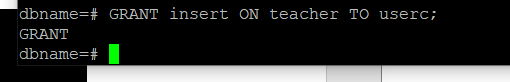 dbname=# GRANT insert ON teacher TO userc;
GRANT
dbname=#